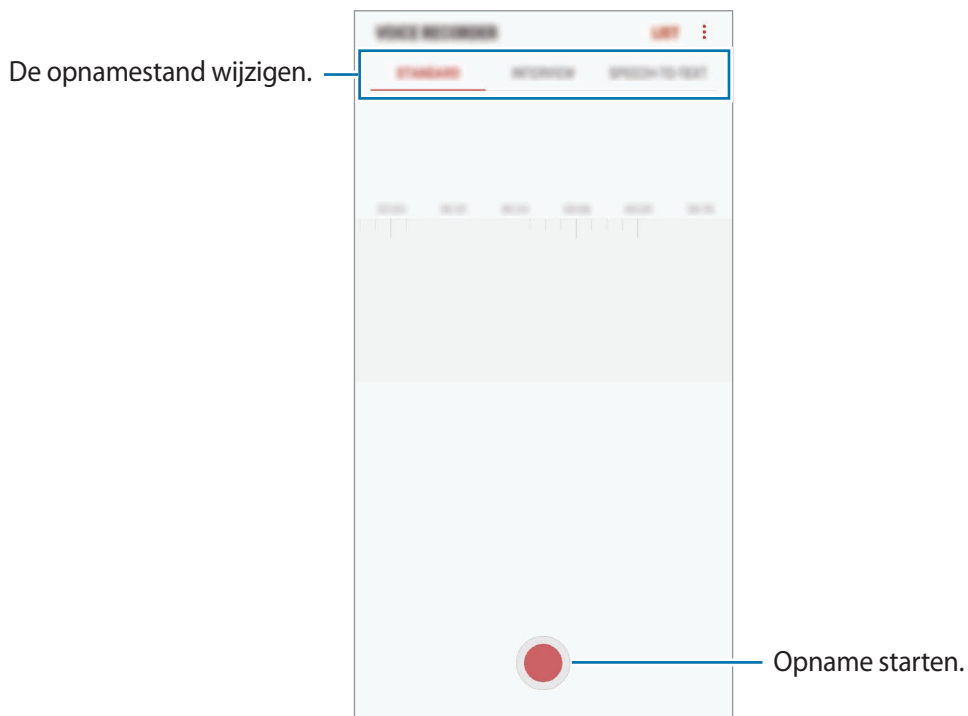 VOICE RECORDER LIST
De opnamestand wijzigen.
STANDARD INTERVIEW SPEECH-TO-TEXT
Opname starten.